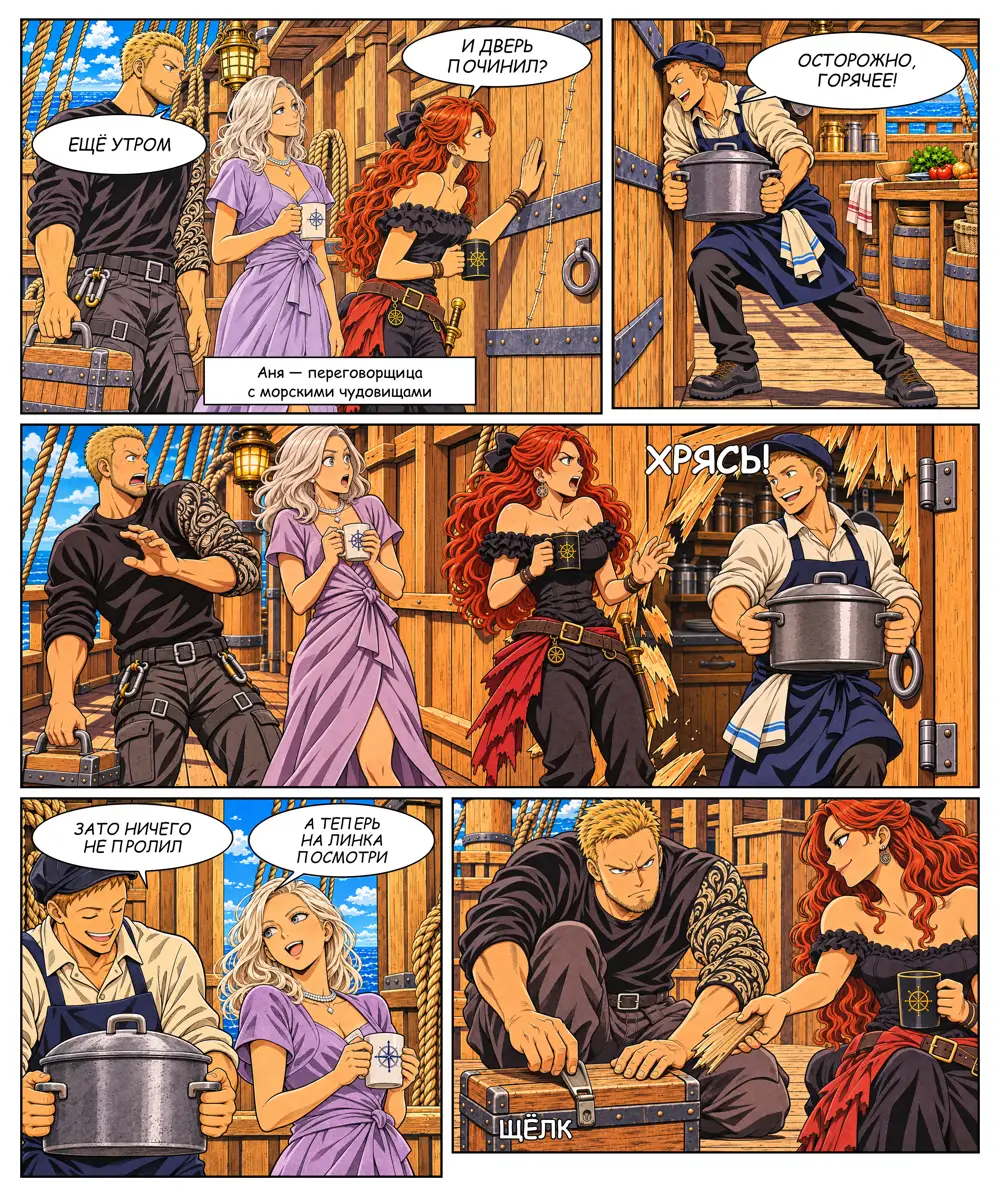 И ДВЕРЬ
ПОЧИНИЛ?
ЕЩЁ УТРОМ
Аня — переговорщица
с морскими чудовищами
ОСТОРОЖНО,
ГОРЯЧЕЕ!
ХРЯСЬ!
ЗАТО НИЧЕГО
НЕ ПРОЛИЛ
А ТЕПЕРЬ
НА ЛИНКА
ПОСМОТРИ
ЩЁЛК